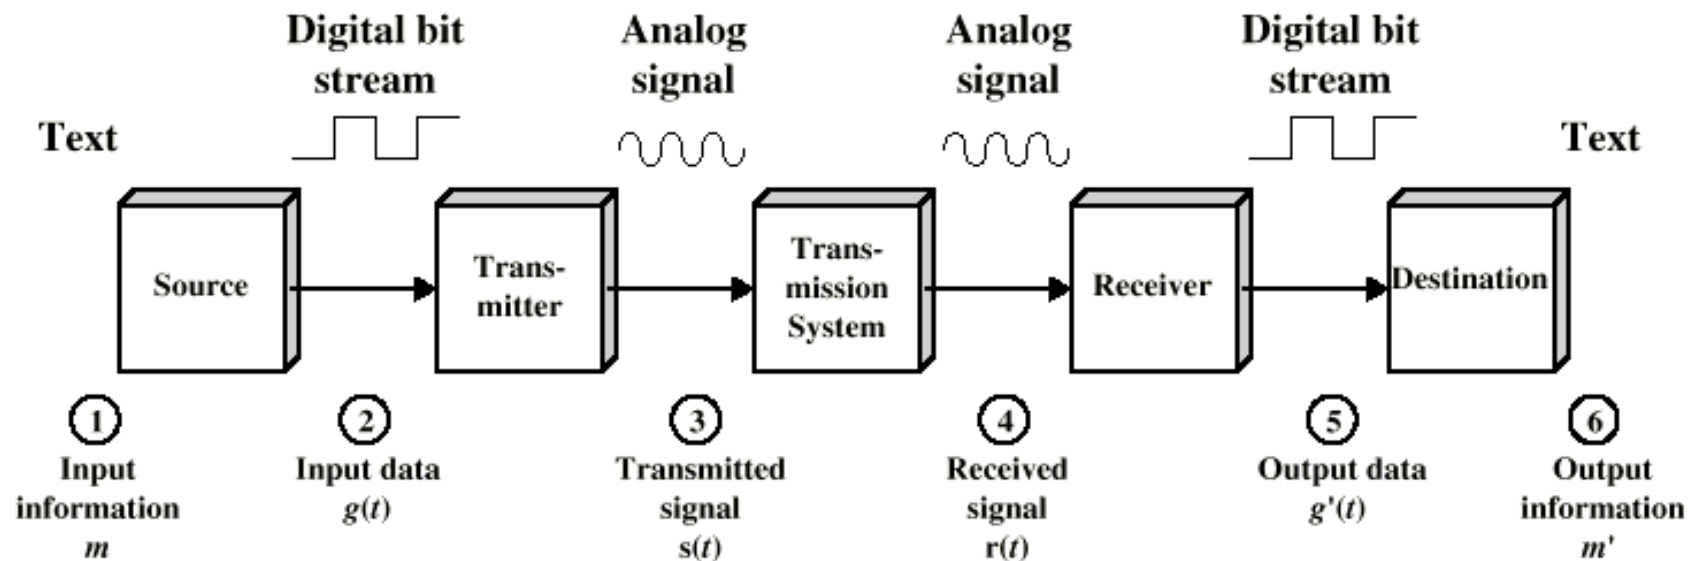 Digital bit
stream
Analog
signal
Analog
signal
Digital bit
stream
Text
Text
Source
Trans-
mitter
Trans-
mission
System
Receiver
Destination
1
Input
information
m
2
Input data
g(t)
3
Transmitted
signal
s(t)
4
Received
signal
r(t)
5
Output data
g'(t)
6
Output
information
m'